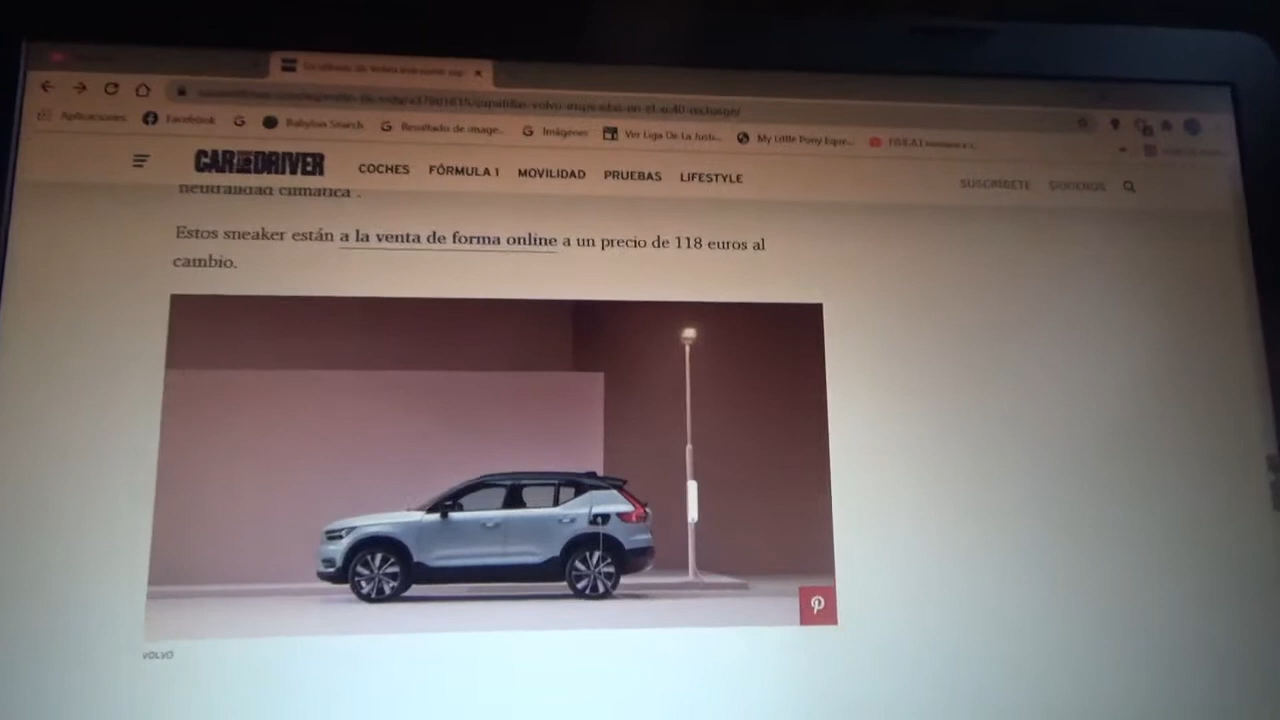 Aplicaciones Facebook G Babylon Search Resultado de image... Imágenes Ver Liga De La Justi... My Little Pony Eque...
CAR and DRIVER COCHES FÓRMULA 1 MOVILIDAD PRUEBAS LIFESTYLE SUSCRÍBETE SÍGUENOS
neutralidad climática .
Estos sneaker están a la venta de forma online a un precio de 118 euros al
cambio.
VOLVO